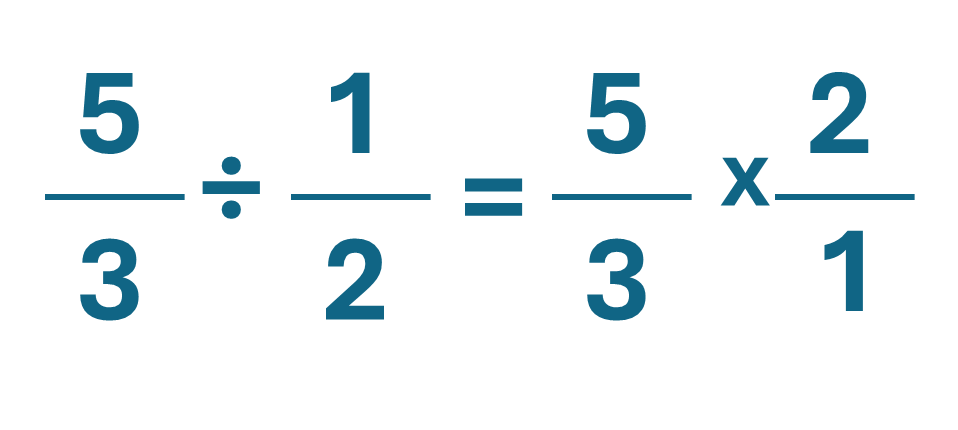 5/3 ÷ 1/2 = 5/3 x 2/1